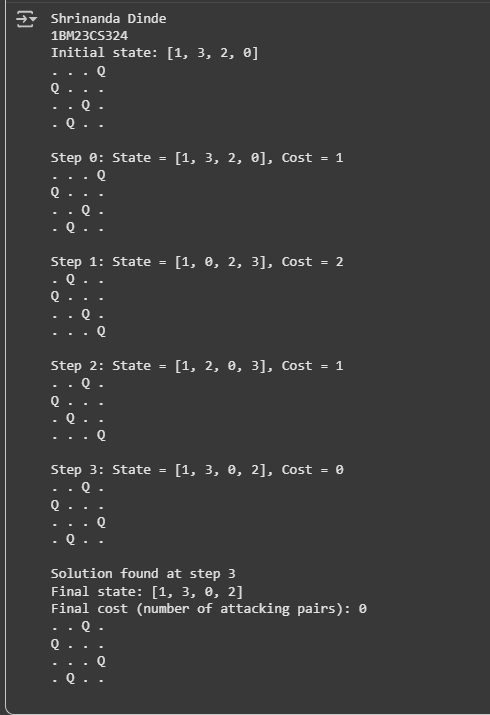 Shrinanda Dinde
1BM23CS324
Initial state: [1, 3, 2, 0]
. . . Q
Q . . .
. . Q .
. Q . .

Step 0: State = [1, 3, 2, 0], Cost = 1
. . . Q
Q . . .
. . Q .
. Q . .

Step 1: State = [1, 0, 2, 3], Cost = 2
. Q . .
Q . . .
. . Q .
. . . Q

Step 2: State = [1, 2, 0, 3], Cost = 1
. . Q .
Q . . .
. Q . .
. . . Q

Step 3: State = [1, 3, 0, 2], Cost = 0
. . Q .
Q . . .
. . . Q
. Q . .

Solution found at step 3
Final state: [1, 3, 0, 2]
Final cost (number of attacking pairs): 0
. . Q .
Q . . .
. . . Q
. Q . .